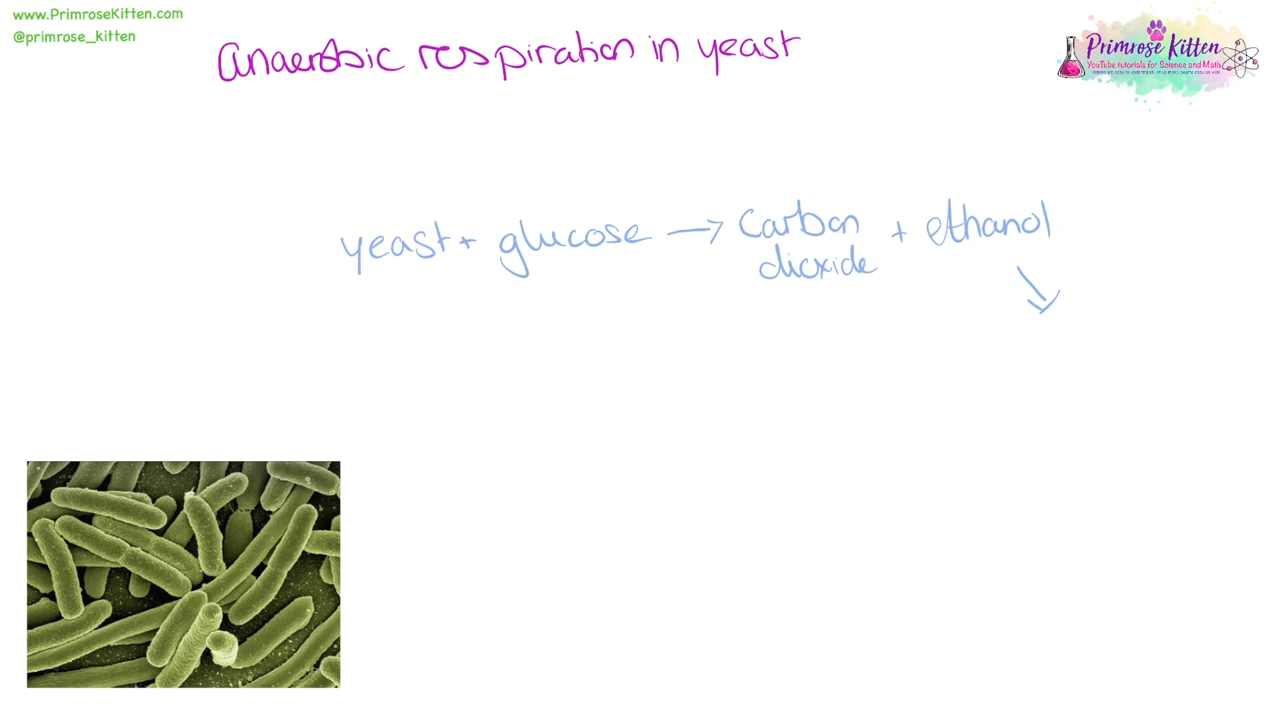 www.PrimroseKitten.com
@primrose_kitten
Primrose Kitten
YouTube tutorials for Science and Math
anaerobic respiration in yeast
yeast + glucose → carbon dioxide + ethanol